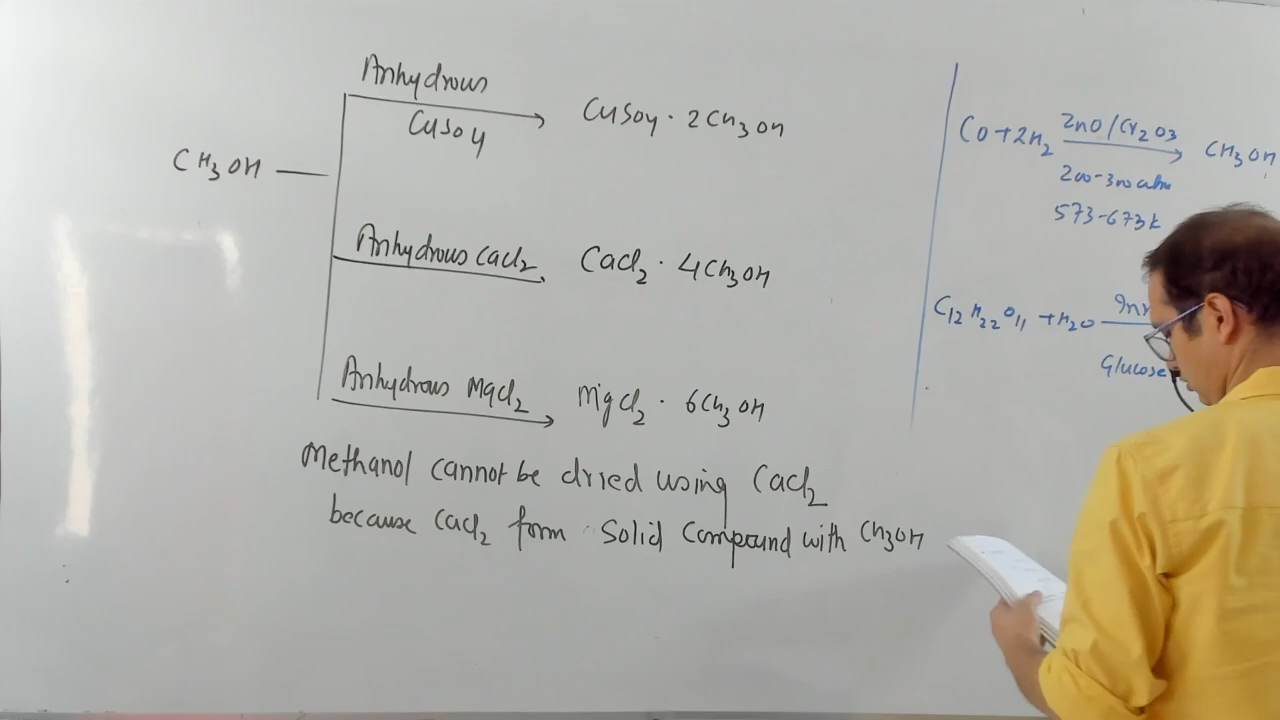 Anhydrous
CuSO4
CuSO4 · 2CH3OH
CH3OH
Anhydrous CaCl2
CaCl2 · 4CH3OH
Anhydrous MgCl2
MgCl2 · 6CH3OH
Methanol cannot be dried using CaCl2
because CaCl2 form Solid Compound with CH3OH
CO + 2H2
ZnO/Cr2O3
CH3OH
200-300 atm
573-673K
C12H22O11 + H2O
Glucose